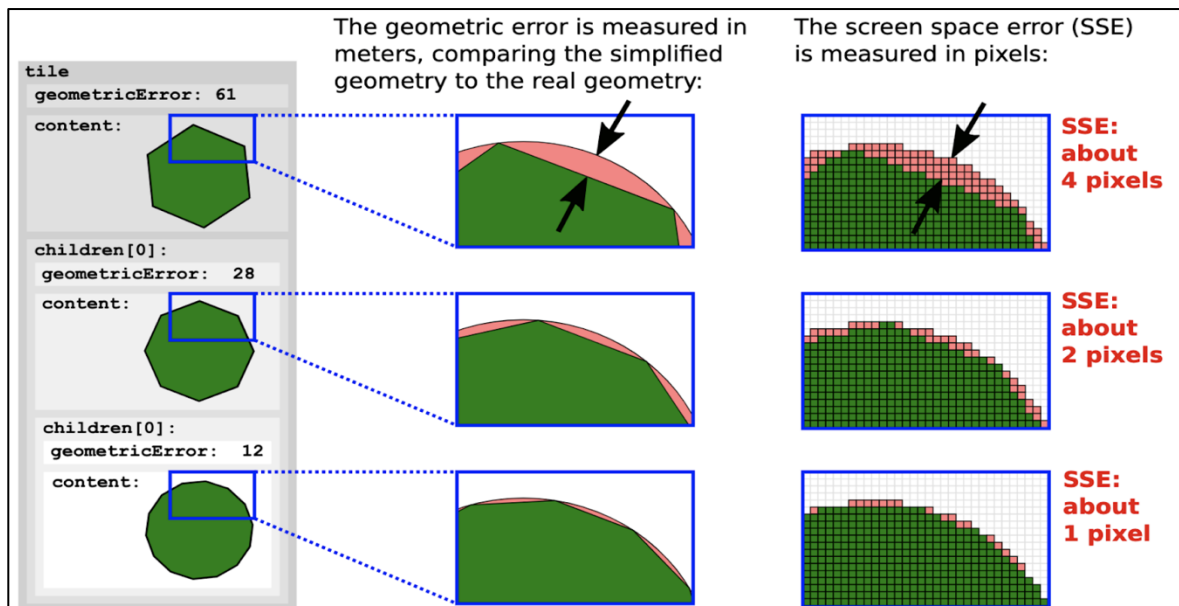 The geometric error is measured in
meters, comparing the simplified
geometry to the real geometry:
The screen space error (SSE)
is measured in pixels:
tile
geometricError: 61
content:
SSE:
about
4 pixels
children[0]:
geometricError: 28
content:
SSE:
about
2 pixels
children[0]:
geometricError: 12
content:
SSE:
about
1 pixel